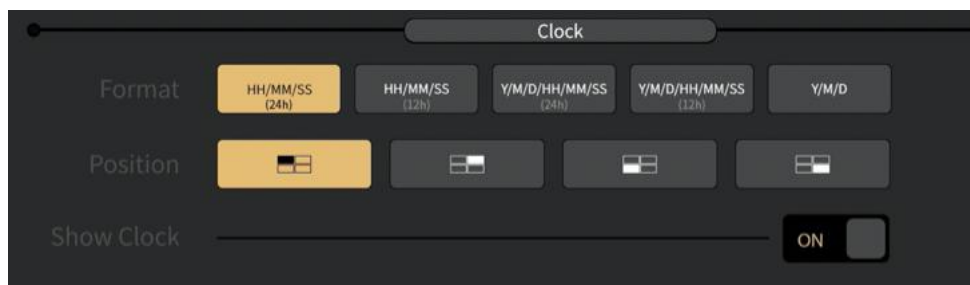 Clock
Format
HH/MM/SS
(24h)
HH/MM/SS
(12h)
Y/M/D/HH/MM/SS
(24h)
Y/M/D/HH/MM/SS
(12h)
Y/M/D
Position
Show Clock
ON